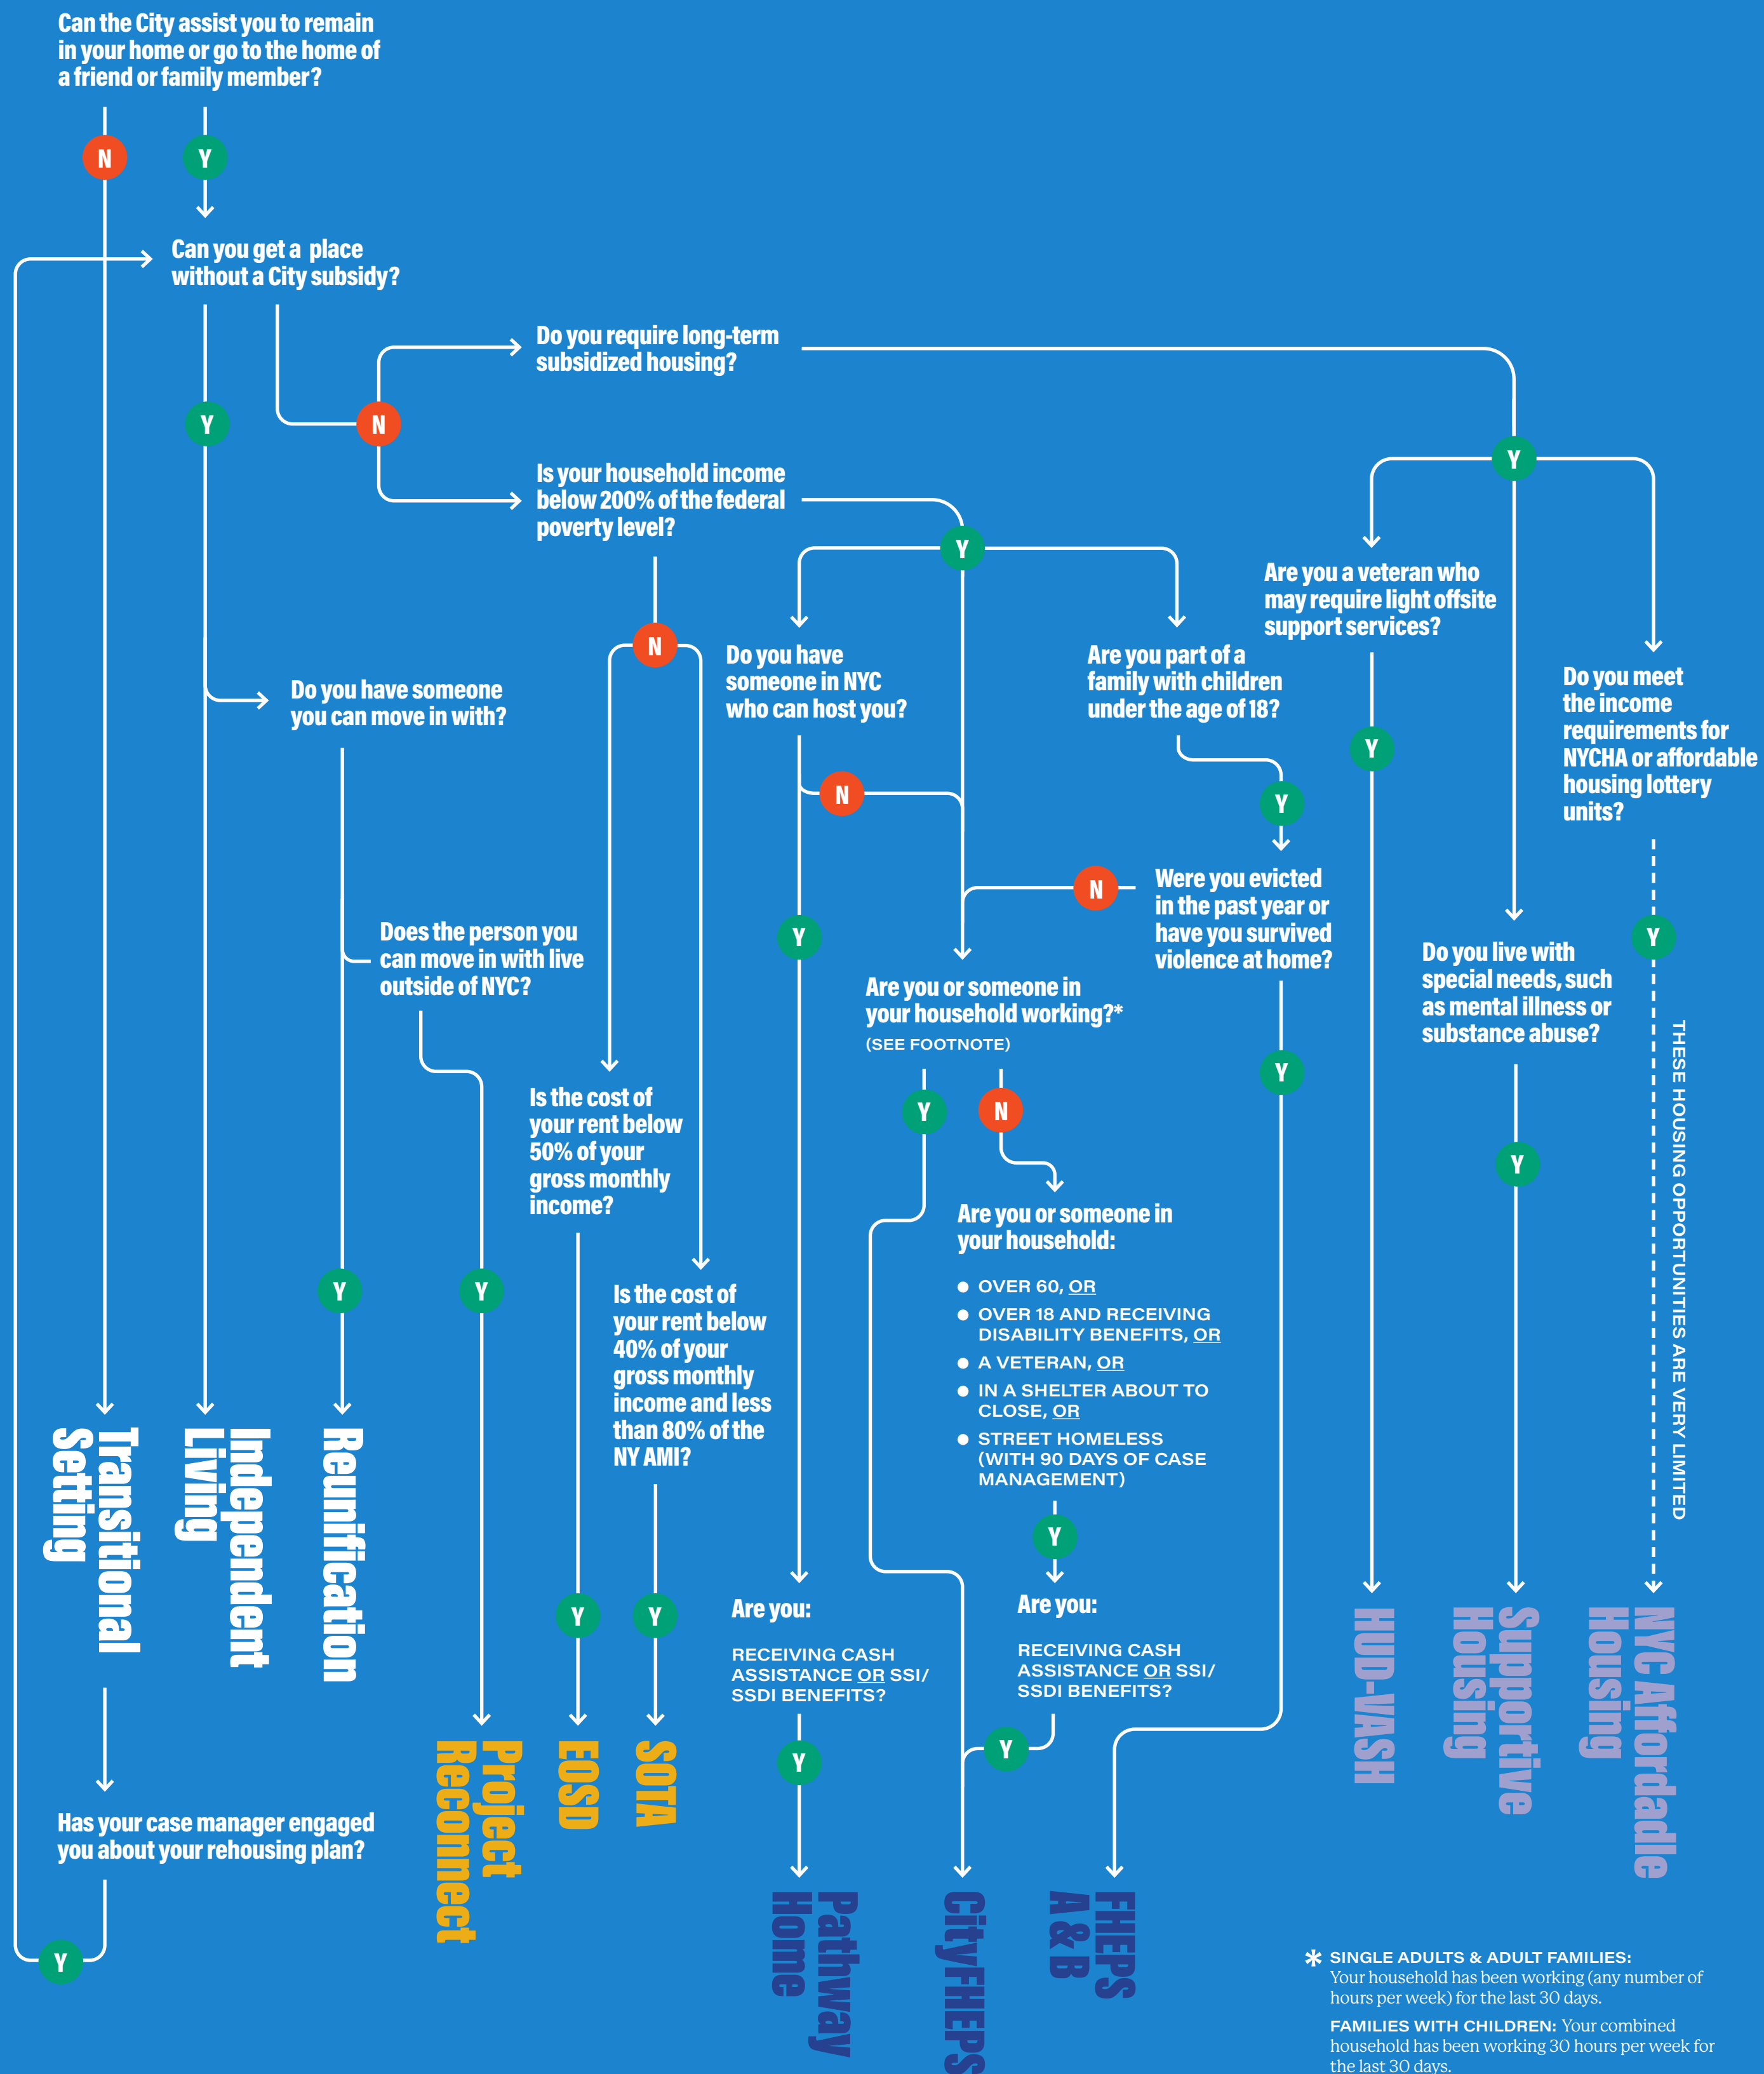 Can the City assist you to remain
in your home or go to the home of
a friend or family member?
N
Y
Can you get a place
without a City subsidy?
Y
N
Do you require long-term
subsidized housing?
Y
Is your household income
below 200% of the federal
poverty level?
Y
N
Are you a veteran who
may require light offsite
support services?
Y
Do you meet
the income
requirements for
NYCHA or affordable
housing lottery
units?
Y
THESE HOUSING OPPORTUNITIES ARE VERY LIMITED
Do you have someone
you can move in with?
Do you have
someone in NYC
who can host you?
N
Y
Are you part of a
family with children
under the age of 18?
Y
Were you evicted
in the past year or
have you survived
violence at home?
N
Y
Does the person you
can move in with live
outside of NYC?
Y
Y
Are you or someone in
your household working?*
(SEE FOOTNOTE)
Y
N
Do you live with
special needs, such
as mental illness or
substance abuse?
Y
Is the cost of
your rent below
50% of your
gross monthly
income?
Y
Is the cost of
your rent below
40% of your
gross monthly
income and less
than 80% of the
NY AMI?
Y
Are you or someone in
your household:
● OVER 60, OR
● OVER 18 AND RECEIVING
DISABILITY BENEFITS, OR
● A VETERAN, OR
● IN A SHELTER ABOUT TO
CLOSE, OR
● STREET HOMELESS
(WITH 90 DAYS OF CASE
MANAGEMENT)
Y
Are you:
RECEIVING CASH
ASSISTANCE OR SSI/
SSDI BENEFITS?
Y
Are you:
RECEIVING CASH
ASSISTANCE OR SSI/
SSDI BENEFITS?
Y
Transitional
Setting
Independent
Living
Reunification
Project
Reconnect
EOSD
SOTA
Pathway
Home
CityFHEPS
FHEPS
A & B
HUD-VASH
Supportive
Housing
NYC Affordadle
Housing
Has your case manager engaged
you about your rehousing plan?
Y
* SINGLE ADULTS & ADULT FAMILIES:
Your household has been working (any number of
hours per week) for the last 30 days.
FAMILIES WITH CHILDREN: Your combined
household has been working 30 hours per week for
the last 30 days.